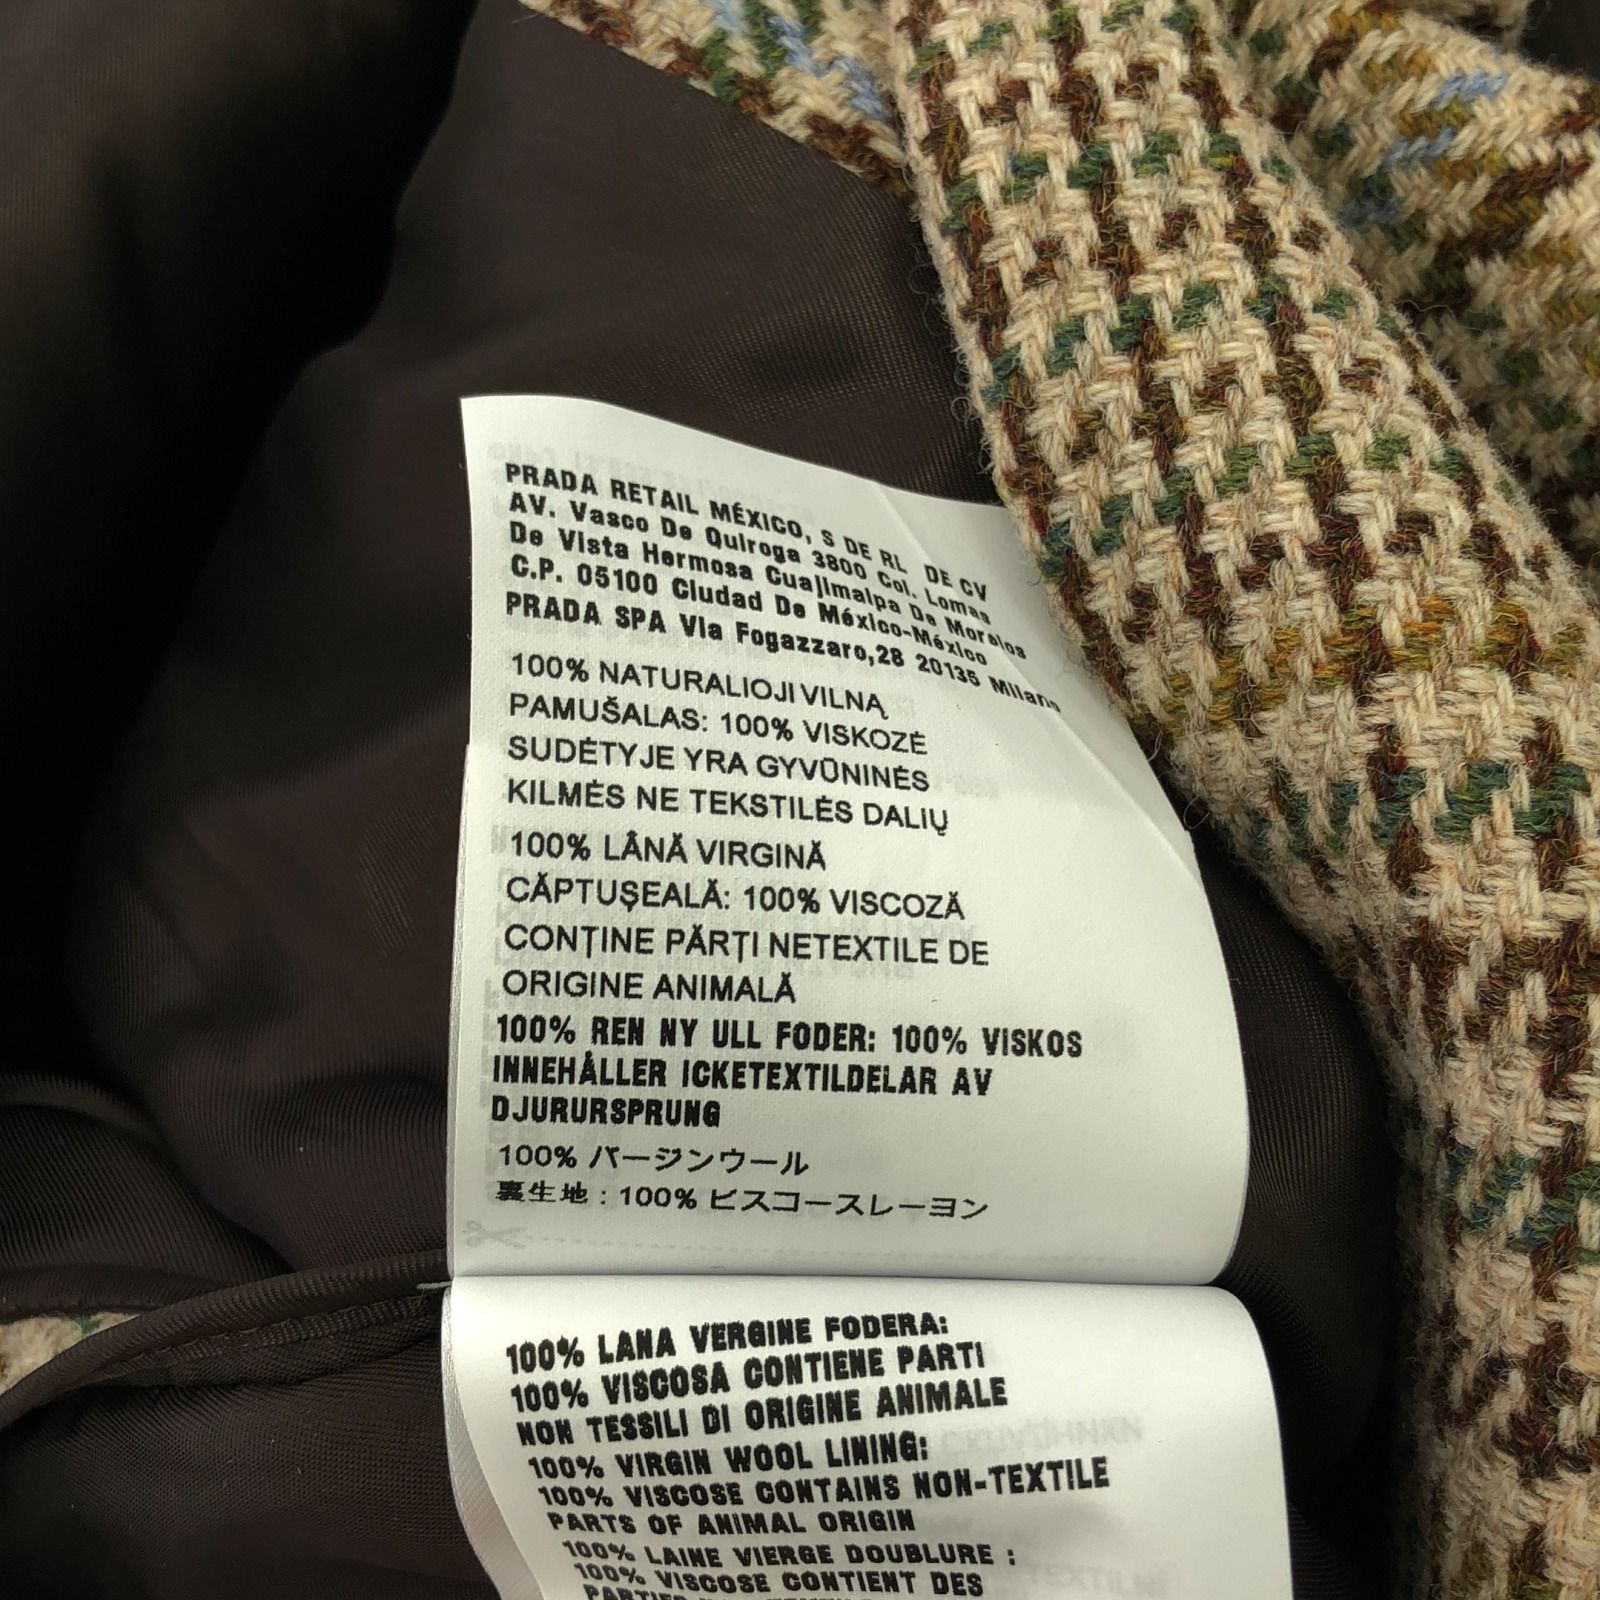 PRADA RETAIL MÉXICO, S DE RL DE CV
AV. Vasco De Quiroga 3800 Col. Lomas
De Vista Hermosa Cuajimalpa De Morelos
C.P. 05100 Ciudad De México-México
PRADA SPA Via Fogazzaro,28 20135 Milano
100% NATURALIOJI VILNĄ
PAMUŠALAS: 100% VISKOZĖ
SUDĖTYJE YRA GYVŪNINĖS
KILMĖS NE TEKSTILĖS DALIŲ
100% LÂNĂ VIRGINĂ
CĂPTUȘEALĂ: 100% VISCOZĂ
CONȚINE PĂRȚI NETEXTILE DE
ORIGINE ANIMALĂ
100% REN NY ULL FODER: 100% VISKOS
INNEHÅLLER ICKETEXTILDELAR AV
DJURURSPRUNG
100% バージンウール
裏生地：100% ビスコースレーヨン
100% LANA VERGINE FODERA:
100% VISCOSA CONTIENE PARTI
NON TESSILI DI ORIGINE ANIMALE
100% VIRGIN WOOL LINING:
100% VISCOSE CONTAINS NON-TEXTILE
PARTS OF ANIMAL ORIGIN
100% LAINE VIERGE DOUBLURE :
100% VISCOSE CONTIENT DES